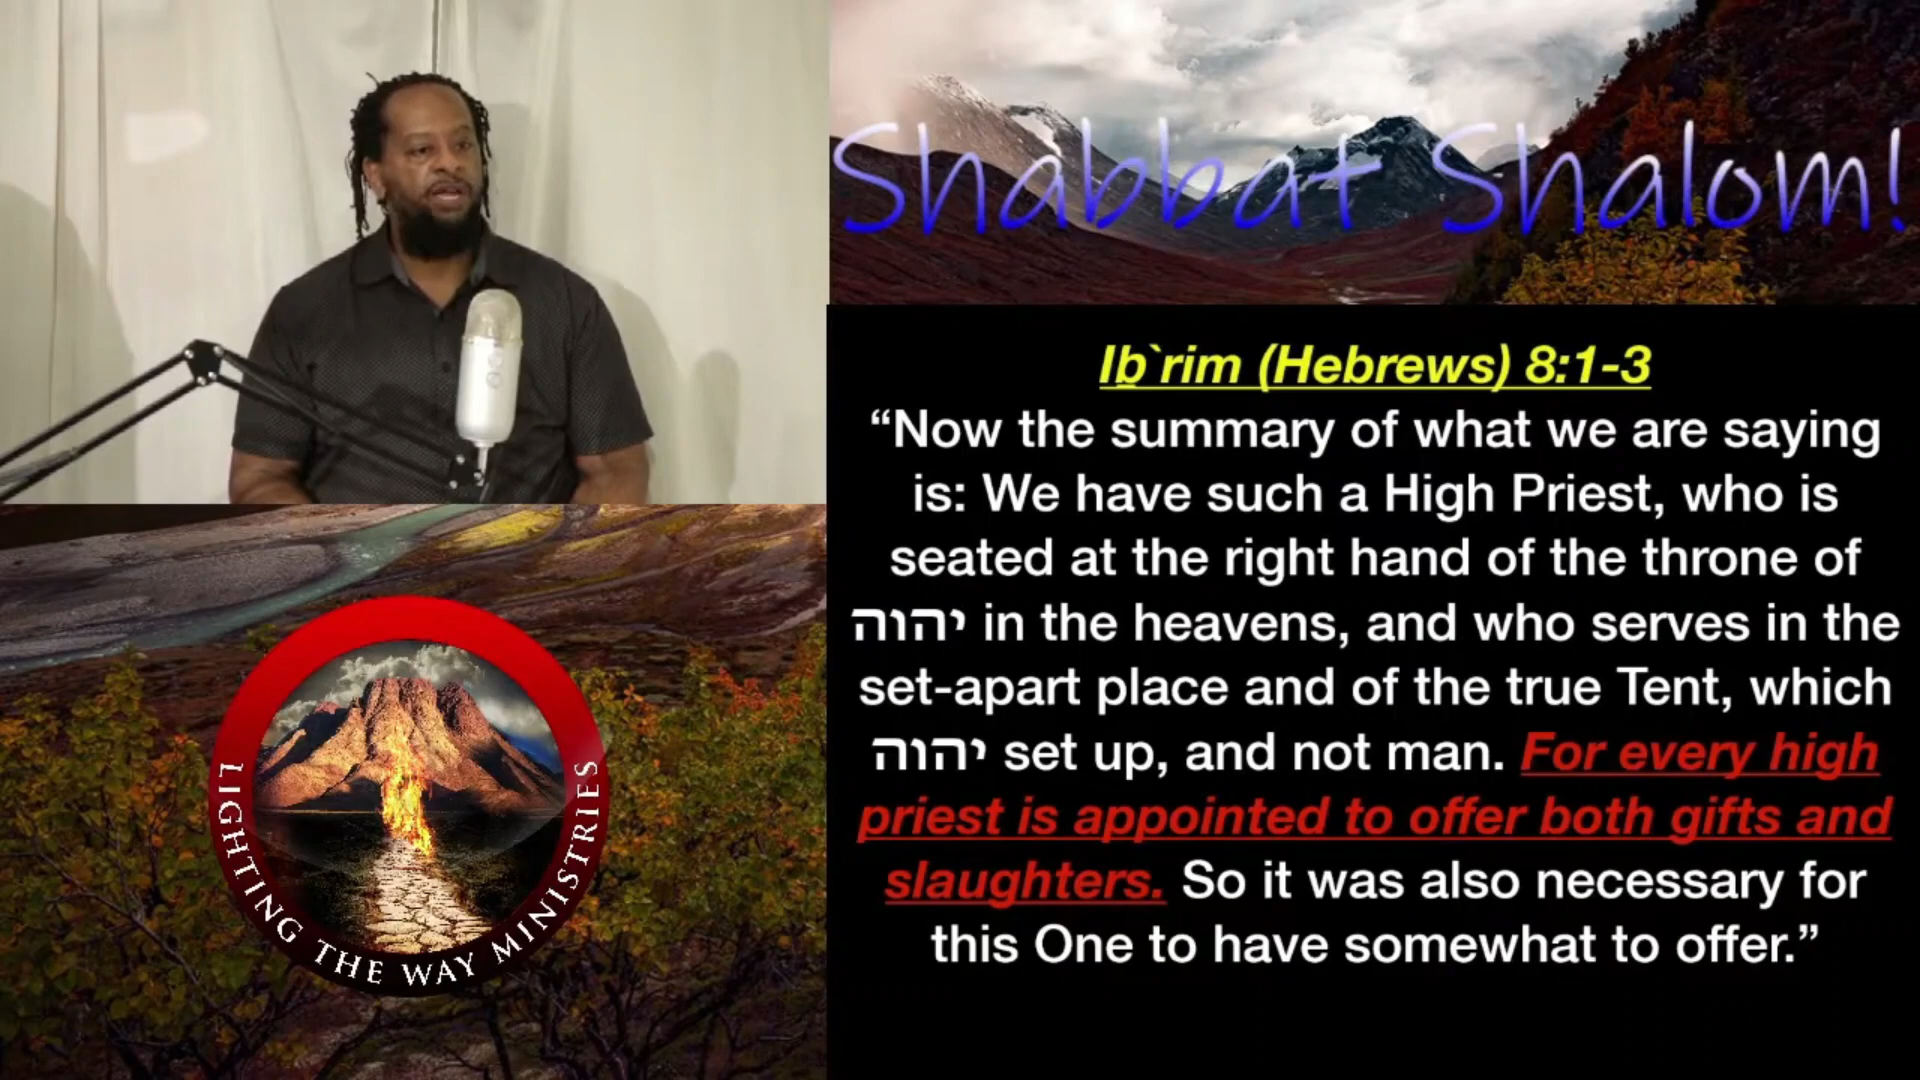 Shabbat Shalom!
Ib̲`rim (Hebrews) 8:1-3
“Now the summary of what we are saying
is: We have such a High Priest, who is
seated at the right hand of the throne of
יהוה in the heavens, and who serves in the
set-apart place and of the true Tent, which
יהוה set up, and not man. For every high
priest is appointed to offer both gifts and
slaughters. So it was also necessary for
this One to have somewhat to offer.”
LIGHTING THE WAY MINISTRIES